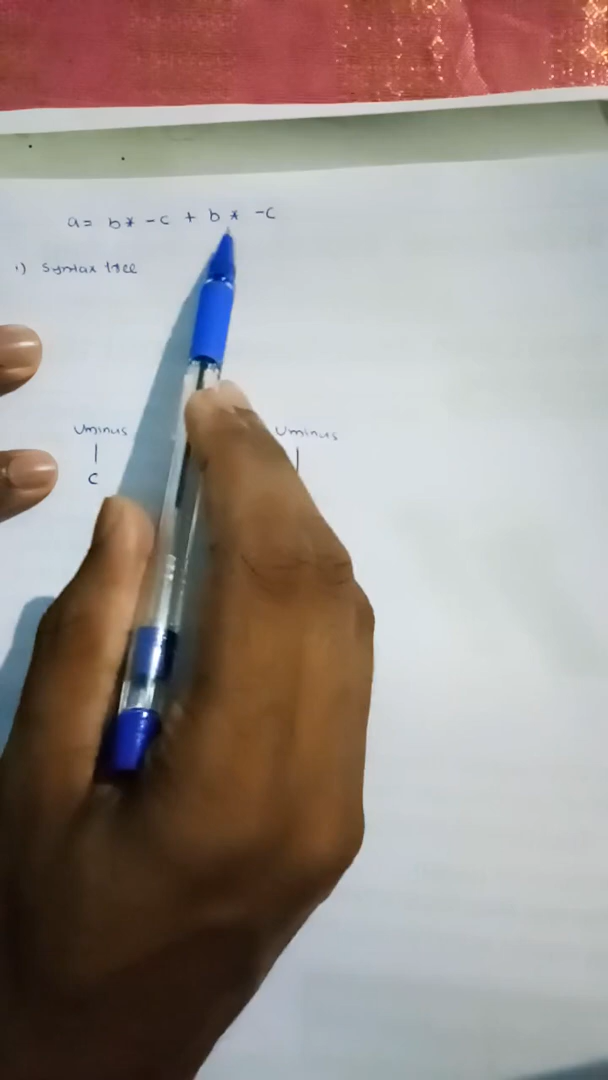 a= b* -c + b * -c
1) Syntax tree
Uminus Uminus
| |
c